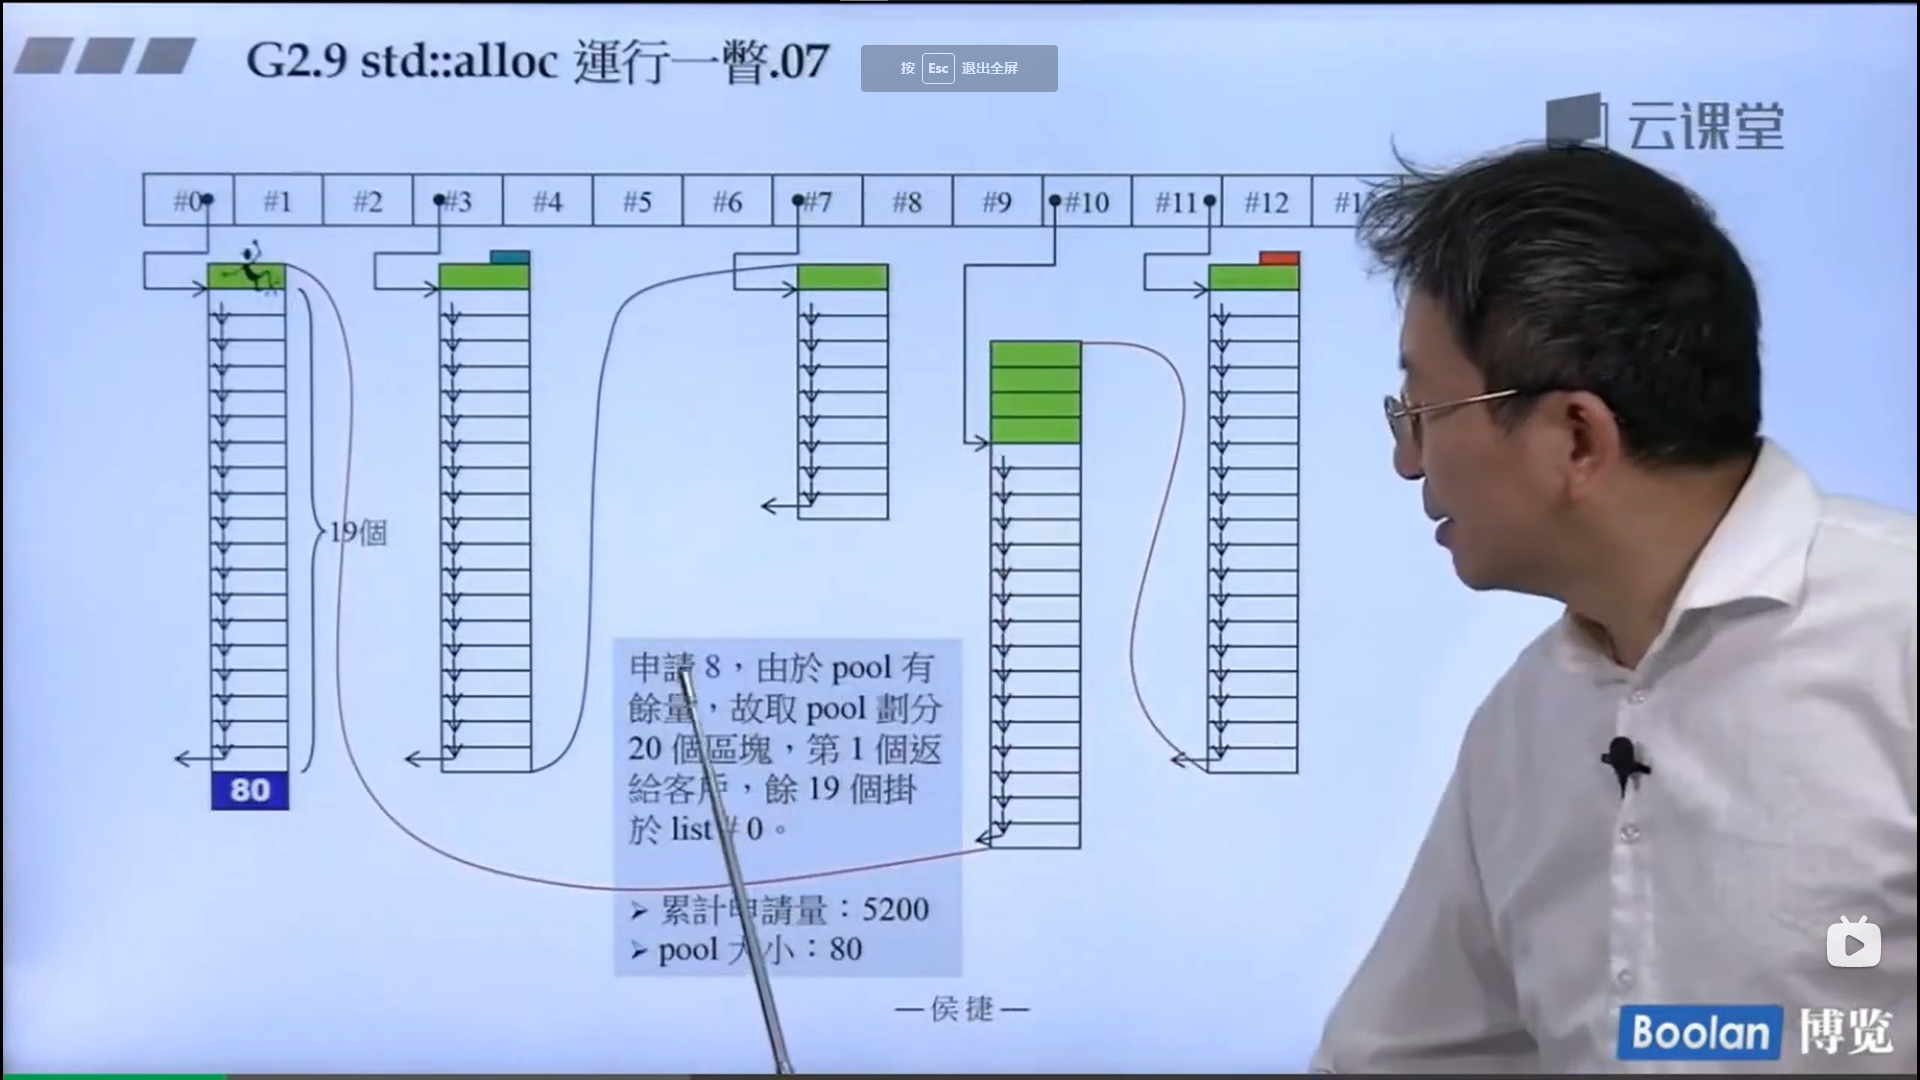 G2.9 std::alloc 運行一瞥.07
按 Esc 退出全屏
云课堂
#0 #1 #2 #3 #4 #5 #6 #7 #8 #9 #10 #11 #12
19個
80
申請 8，由於 pool 有
餘量，故取 pool 劃分
20 個區塊，第 1 個返
給客戶，餘 19 個掛
於 list # 0。
➢ 累計申請量：5200
➢ pool 大小：80
—侯捷—
Boolan 博览